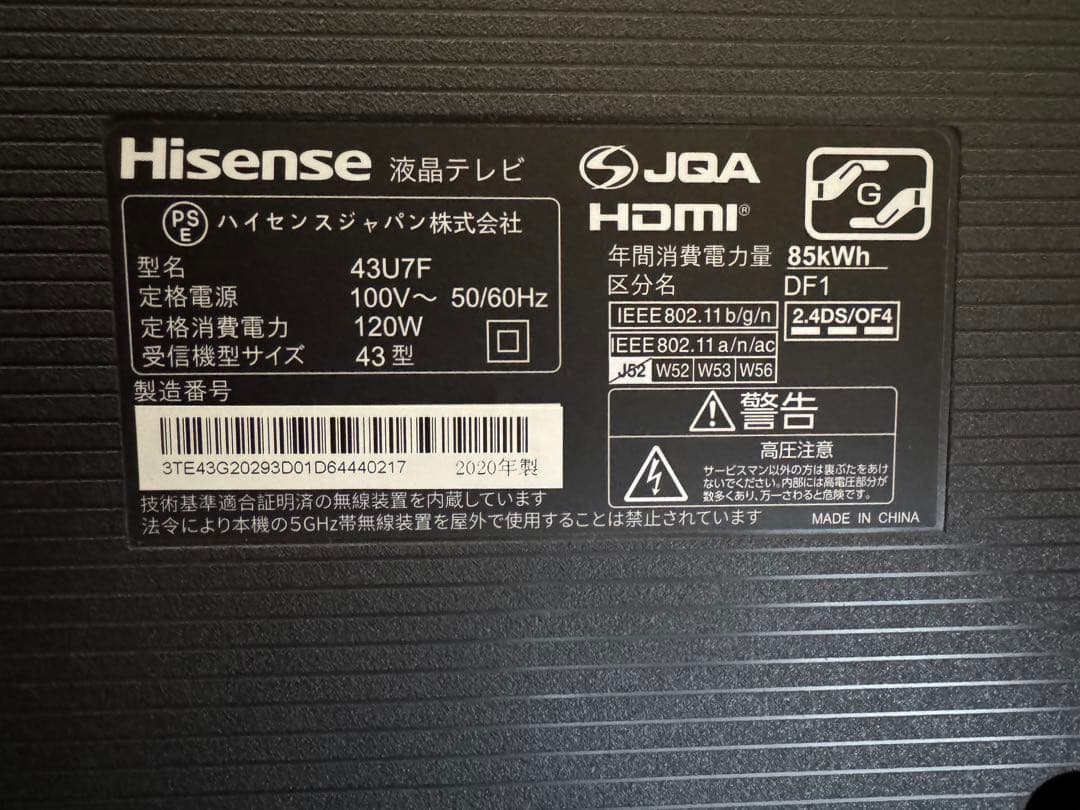 Hisense 液晶テレビ
PSE ハイセンスジャパン株式会社
型名 43U7F
定格電源 100V～ 50/60Hz
定格消費電力 120W
受信機型サイズ 43型
製造番号
3TE43G20293D01D64440217 2020年製
技術基準適合証明済の無線装置を内蔵しています
法令により本機の5GHz帯無線装置を屋外で使用することは禁止されています
JQA
HDMI®
G
年間消費電力量 85kWh
区分名 DF1
IEEE802.11b/g/n 2.4DS/OF4
IEEE802.11a/n/ac
J52 W52 W53 W56
警告
高圧注意
サービスマン以外の方は裏ぶたをあけ
ないでください。内部には高電圧部分が
数多くあり、万一さわると危険です。
MADE IN CHINA